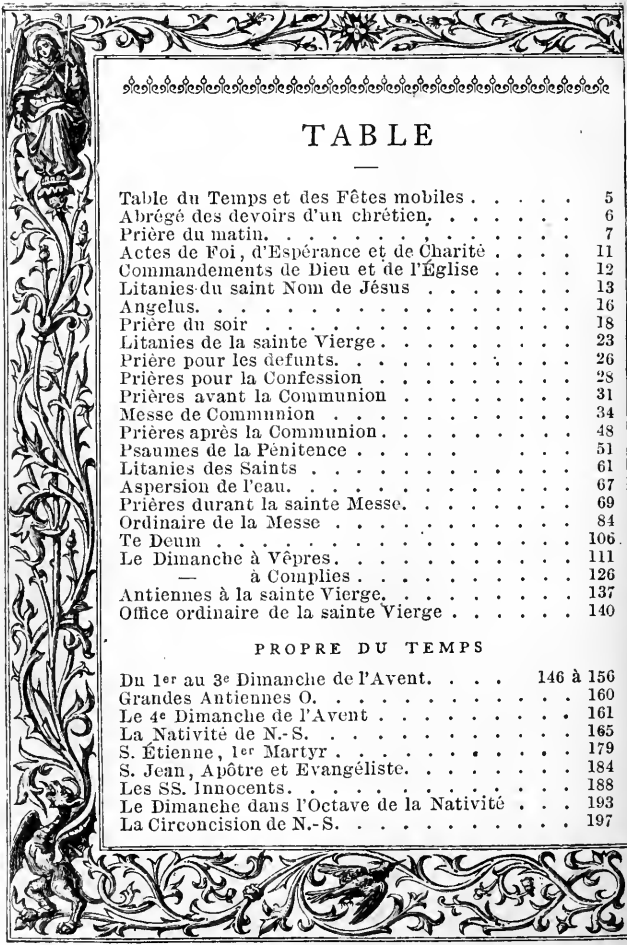 TABLE
Table du Temps et des Fêtes mobiles . . . . . 5
Abrégé des devoirs d'un chrétien. . . . . . . 6
Prière du matin. . . . . . . . . . . . 7
Actes de Foi, d'Espérance et de Charité . . . . 11
Commandements de Dieu et de l'Église . . . . 12
Litanies du saint Nom de Jésus . . . . . . . 13
Angelus. . . . . . . . . . . . . . . 16
Prière du soir . . . . . . . . . . . . . 18
Litanies de la sainte Vierge . . . . . . . . . 23
Prière pour les defunts. . . . . . . . . . . 26
Prières pour la Confession . . . . . . . . . 28
Prières avant la Communion . . . . . . . . 31
Messe de Communion . . . . . . . . . . 34
Prières après la Communion. . . . . . . . . 48
Psaumes de la Pénitence . . . . . . . . . . 51
Litanies des Saints . . . . . . . . . . . . 61
Aspersion de l'eau. . . . . . . . . . . . 67
Prières durant la sainte Messe. . . . . . . . 69
Ordinaire de la Messe . . . . . . . . . . 84
Te Deum . . . . . . . . . . . . . . . 106
Le Dimanche à Vêpres. . . . . . . . . . . 111
— à Complies . . . . . . . . . . 126
Antiennes à la sainte Vierge. . . . . . . . . 137
Office ordinaire de la sainte Vierge . . . . . . 140
PROPRE DU TEMPS
Du 1er au 3e Dimanche de l'Avent. . . . 146 à 156
Grandes Antiennes O. . . . . . . . . . . 160
Le 4e Dimanche de l'Avent . . . . . . . . . 161
La Nativité de N.-S. . . . . . . . . . . . 165
S. Étienne, 1er Martyr . . . . . . . . . . . 179
S. Jean, Apôtre et Evangéliste. . . . . . . . 184
Les SS. Innocents. . . . . . . . . . . . . 188
Le Dimanche dans l'Octave de la Nativité . . . 193
La Circoncision de N.-S. . . . . . . . . . . 197